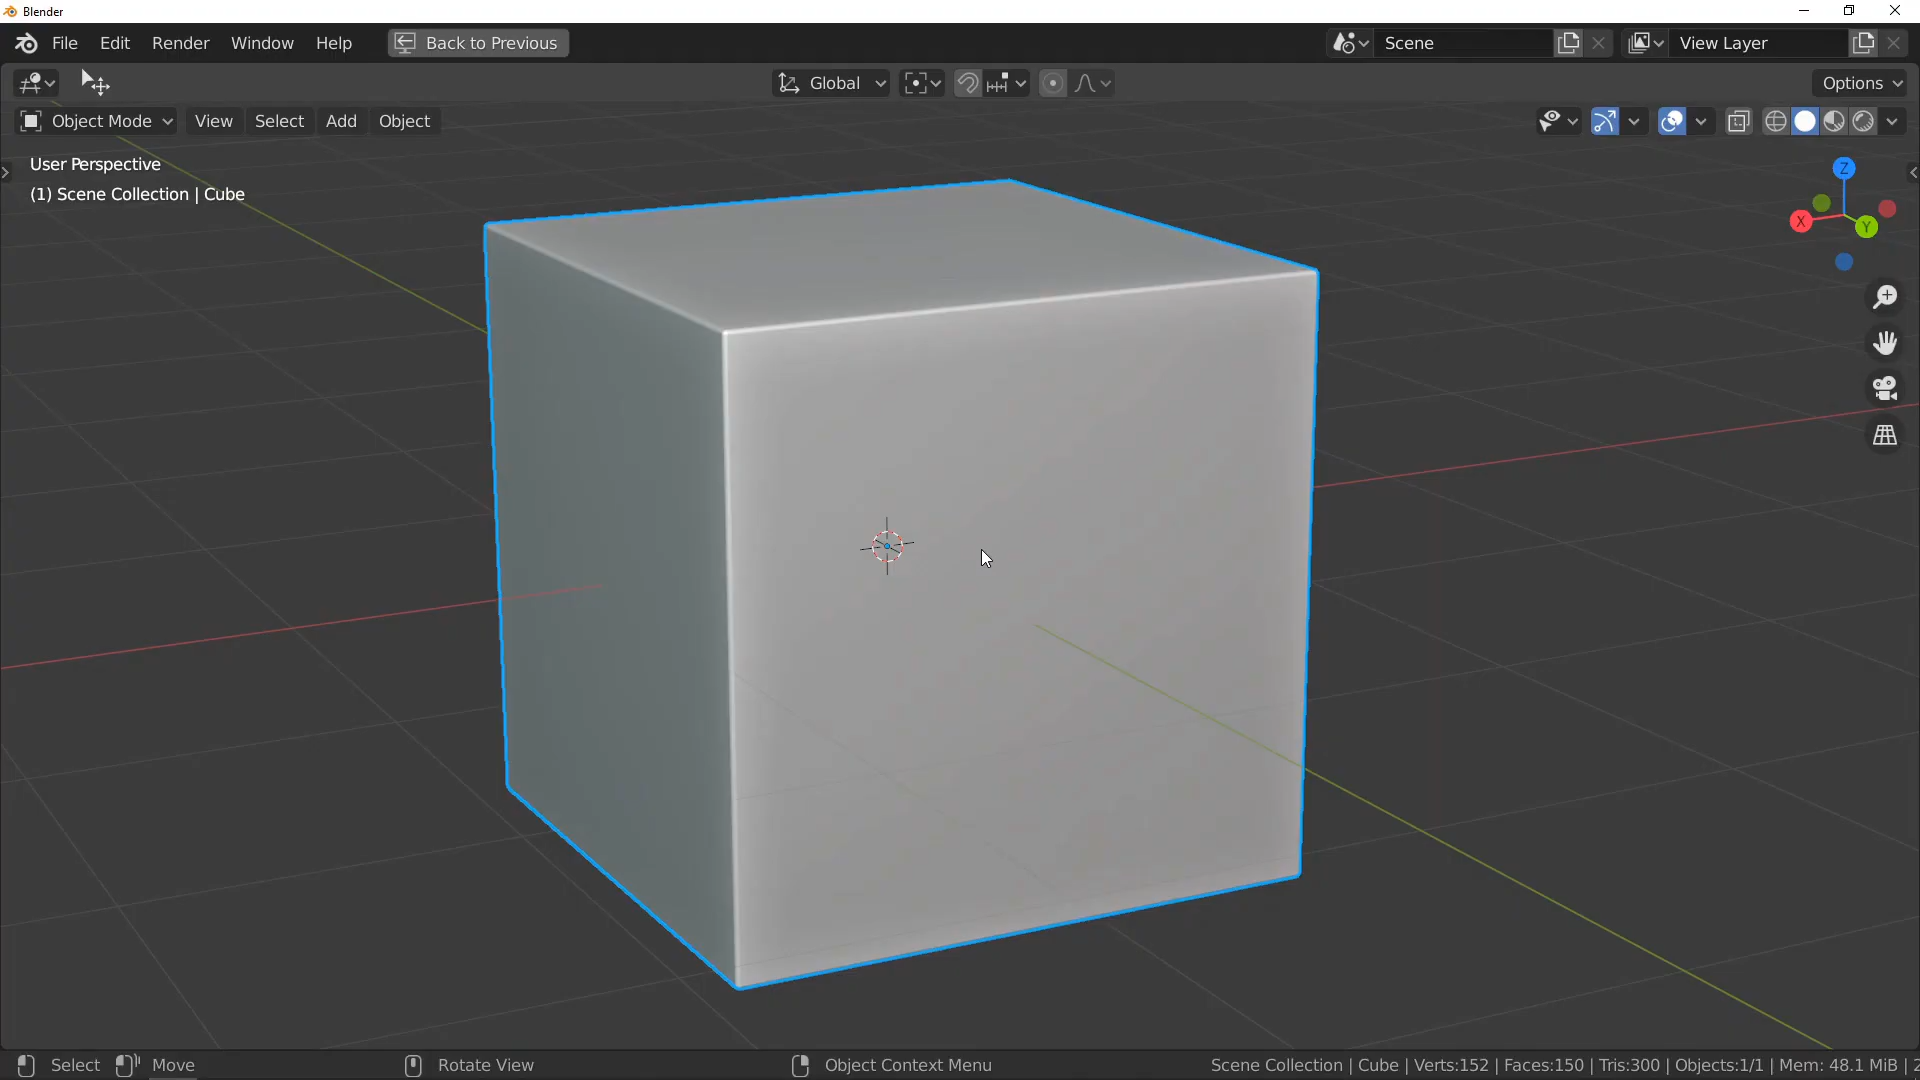 Blender
File Edit Render Window Help Back to Previous Scene View Layer
Global Options
Object Mode View Select Add Object
User Perspective
(1) Scene Collection | Cube
Z
X
Y
Select Move Rotate View Object Context Menu Scene Collection | Cube | Verts:152 | Faces:150 | Tris:300 | Objects:1/1 | Mem: 48.1 MiB | 2